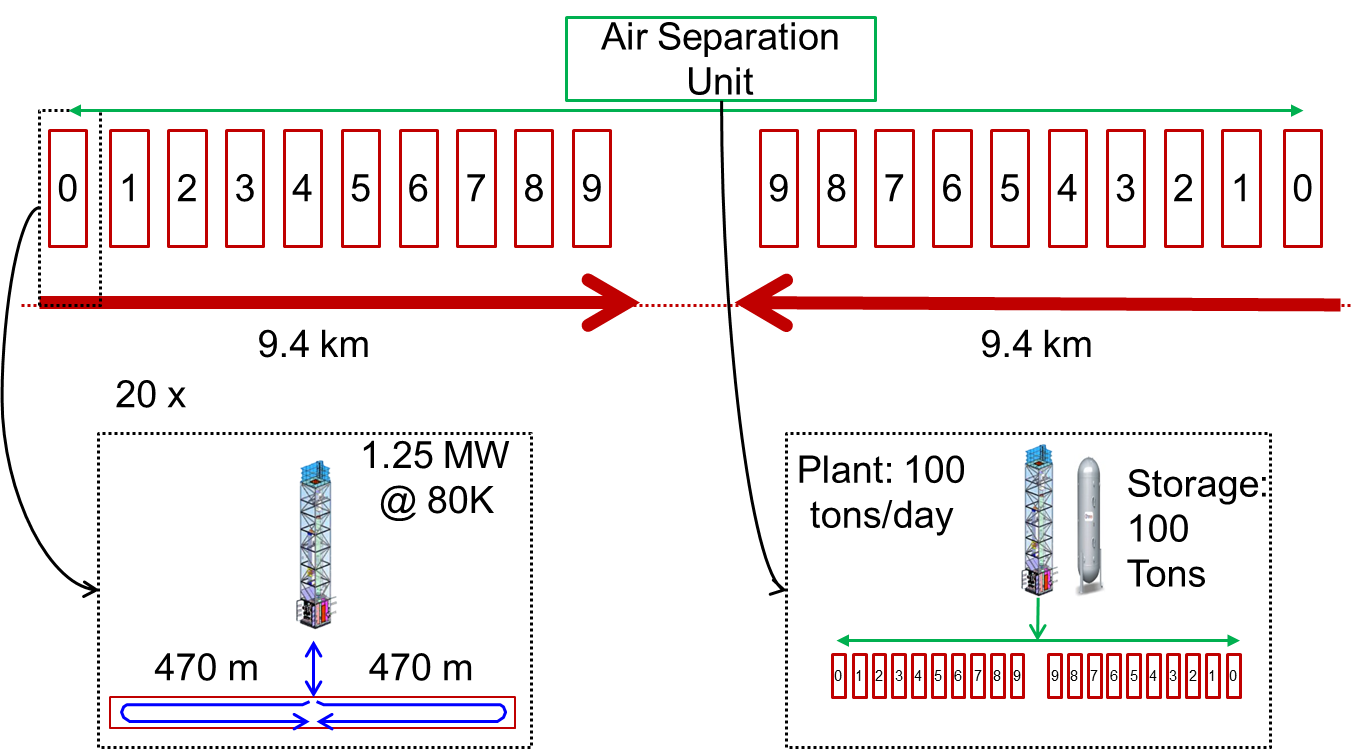 Air Separation
Unit
0 1 2 3 4 5 6 7 8 9 9 8 7 6 5 4 3 2 1 0
9.4 km 9.4 km
20 x
1.25 MW
@ 80K
470 m 470 m
Plant: 100
tons/day
Storage:
100
Tons
0 1 2 3 4 5 6 7 8 9 9 8 7 6 5 4 3 2 1 0